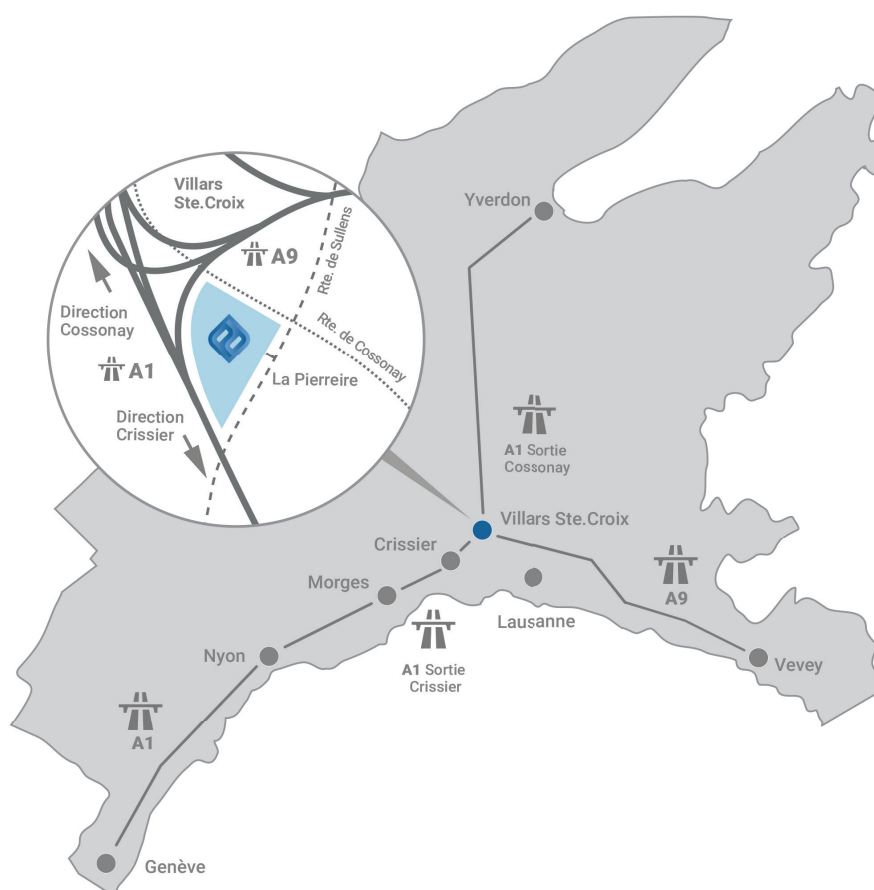 Villars
Ste.Croix
A9
Rte. de Sullens
Direction
Cossonay
Rte. de Cossonay
A1
La Pierreire
Direction
Crissier
Yverdon
A1 Sortie
Cossonay
Villars Ste.Croix
Crissier
Morges
A9
Lausanne
Nyon
Vevey
A1 Sortie
Crissier
A1
Genève